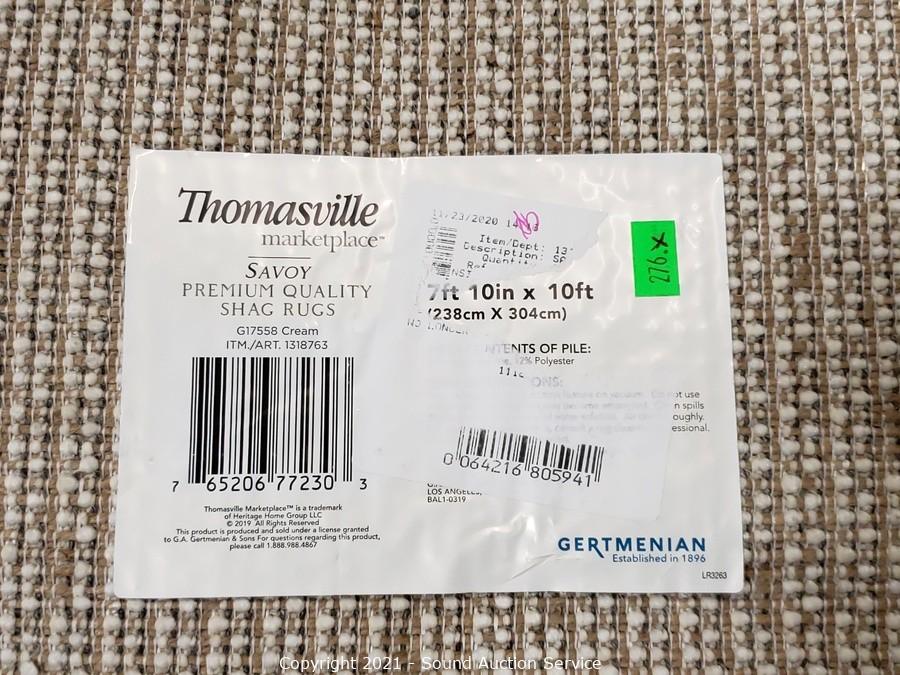 Thomasville
marketplace™
SAVOY
PREMIUM QUALITY
SHAG RUGS
G17558 Cream
ITM./ART. 1318763
7 65206 77230 3
Thomasville Marketplace™ is a trademark
of Heritage Home Group LLC
© 2019 All Rights Reserved
This product is produced and sold under a license granted
to G.A. Gertmenian & Sons For questions regarding this product,
please call 1.888.988.4867
11/23/2020
Item/Dept:
Description:
7ft 10in x 10ft
(238cm X 304cm)
276.x
OF PILE:
Polyester
use
spills
0 064216 805941
LOS ANGELES,
BAL1-0319
GERTMENIAN
Established in 1896
LR3263
Copyright 2021 - Sound Auction Service